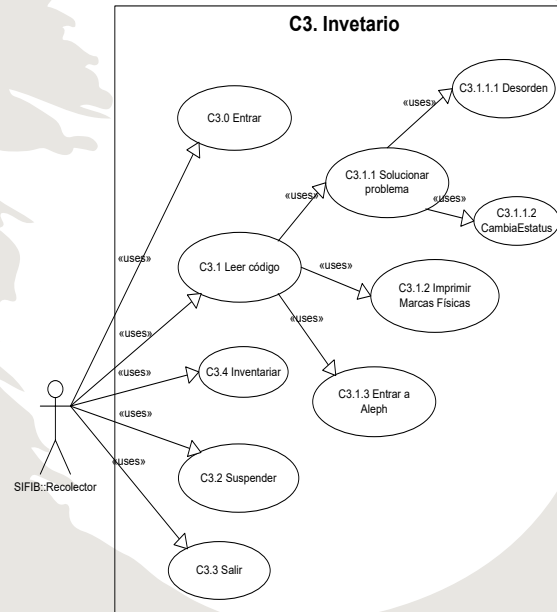 C3. Invetario
C3.1.1.1 Desorden
«uses»
C3.0 Entrar
C3.1.1 Solucionar
problema
«uses»
«uses»
C3.1.1.2
CambiaEstatus
«uses»
C3.1 Leer código
«uses»
C3.1.2 Imprimir
Marcas Físicas
«uses»
«uses»
C3.4 Inventariar
«uses»
C3.1.3 Entrar a
Aleph
«uses»
C3.2 Suspender
«uses»
SIFIB::Recolector
C3.3 Salir